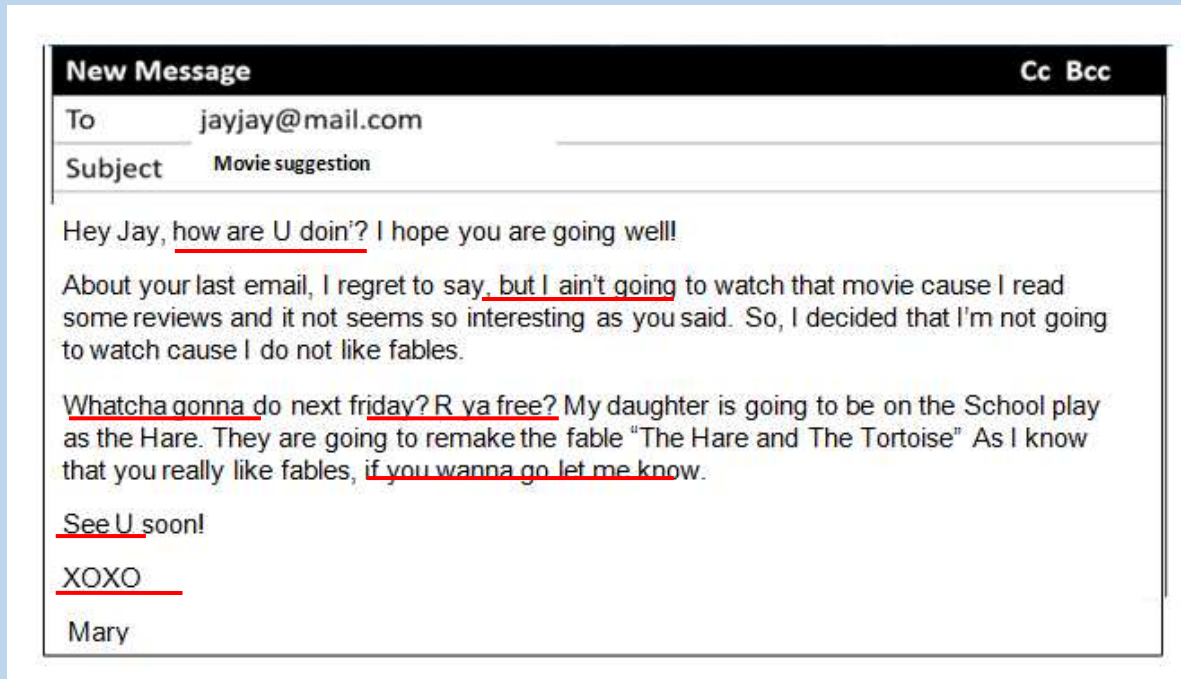 New Message Cc Bcc
To jayjay@mail.com
Subject Movie suggestion
Hey Jay, how are U doin'? I hope you are going well!
About your last email, I regret to say, but I ain't going to watch that movie cause I read
some reviews and it not seems so interesting as you said. So, I decided that I'm not going
to watch cause I do not like fables.
Whatcha gonna do next friday? R ya free? My daughter is going to be on the School play
as the Hare. They are going to remake the fable “The Hare and The Tortoise” As I know
that you really like fables, if you wanna go let me know.
See U soon!
XOXO
Mary